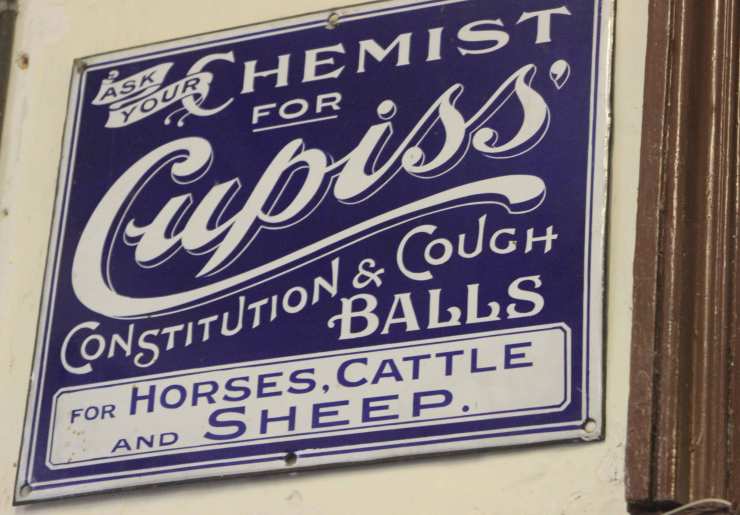 ASK YOUR CHEMIST
FOR
Cupiss'
CONSTITUTION & COUGH
BALLS
FOR HORSES, CATTLE
AND SHEEP.